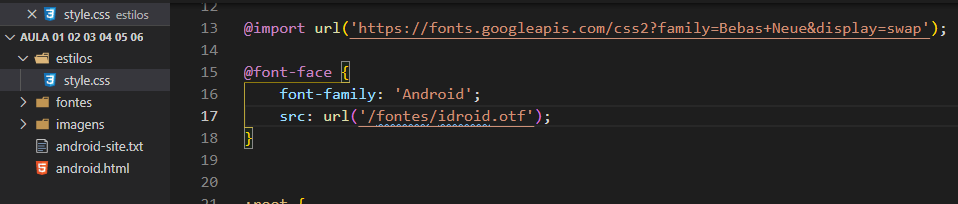 style.css estilos
AULA 01 02 03 04 05 06
estilos
style.css
fontes
imagens
android-site.txt
android.html
12
13 @import url('https://fonts.googleapis.com/css2?family=Bebas+Neue&display=swap');
14
15 @font-face {
16 font-family: 'Android';
17 src: url('/fontes/idroid.otf');
18 }
19
20
21 :root {